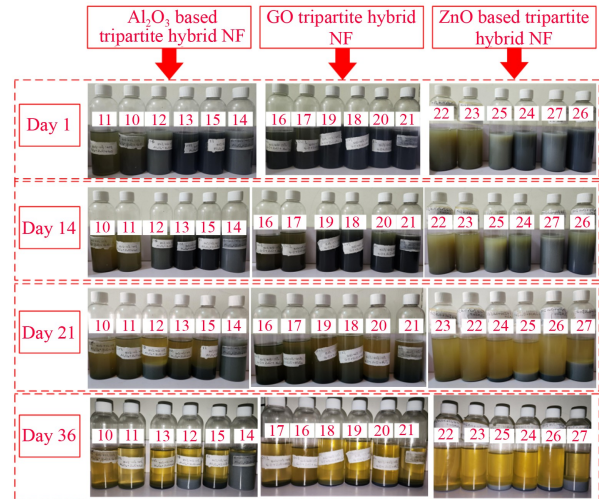 Al₂O₃ based
tripartite hybrid NF
GO tripartite hybrid
NF
ZnO based tripartite
hybrid NF
Day 1
11 10 12 13 15 14
16 17 19 18 20 21
22 23 25 24 27 26
Day 14
10 11 12 13 15 14
16 17 19 18 20 21
22 23 25 24 27 26
Day 21
10 11 12 13 15 14
16 17 19 18 20 21
23 22 24 25 26 27
Day 36
10 11 13 12 15 14
17 16 18 19 20 21
22 23 25 24 26 27